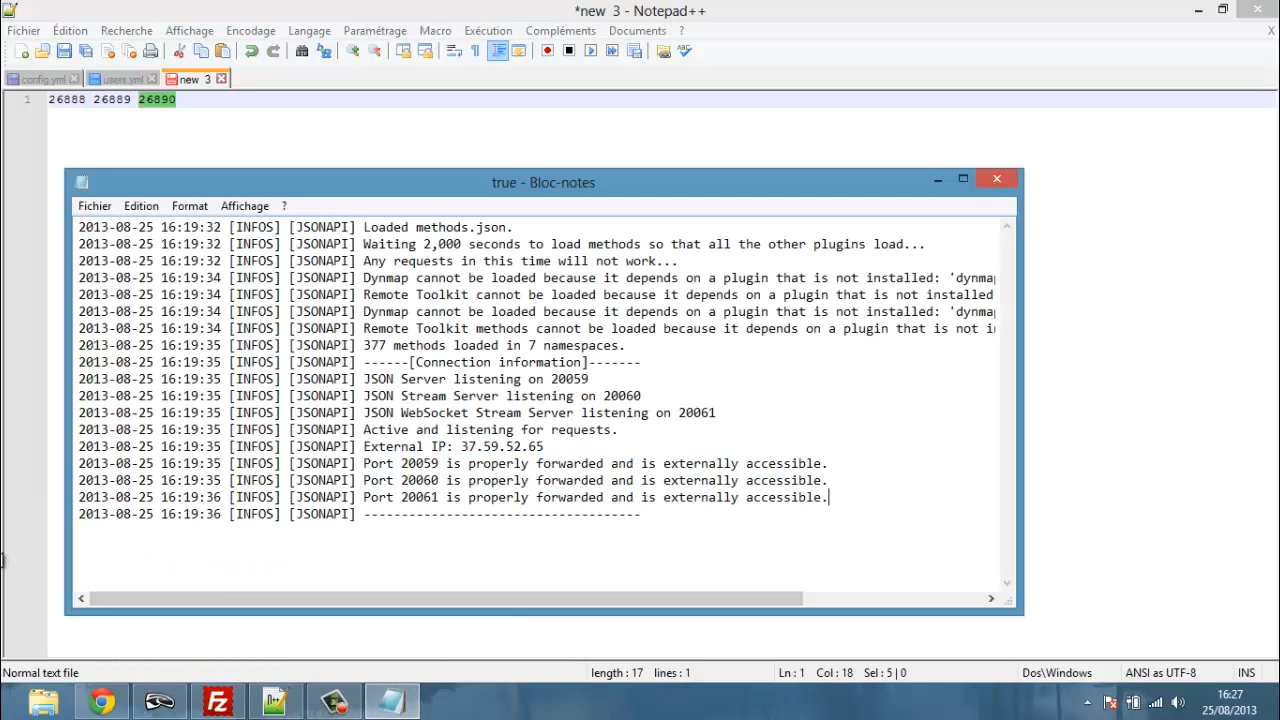 *new 3 - Notepad++
Fichier Édition Recherche Affichage Encodage Langage Paramétrage Macro Exécution Compléments Documents ? X
config.yml users.yml new 3
1 26888 26889 26890
true - Bloc-notes
Fichier Edition Format Affichage ?
2013-08-25 16:19:32 [INFOS] [JSONAPI] Loaded methods.json.
2013-08-25 16:19:32 [INFOS] [JSONAPI] Waiting 2,000 seconds to load methods so that all the other plugins load...
2013-08-25 16:19:32 [INFOS] [JSONAPI] Any requests in this time will not work...
2013-08-25 16:19:34 [INFOS] [JSONAPI] Dynmap cannot be loaded because it depends on a plugin that is not installed: 'dynmap
2013-08-25 16:19:34 [INFOS] [JSONAPI] Remote Toolkit cannot be loaded because it depends on a plugin that is not installed
2013-08-25 16:19:34 [INFOS] [JSONAPI] Dynmap cannot be loaded because it depends on a plugin that is not installed: 'dynmap
2013-08-25 16:19:34 [INFOS] [JSONAPI] Remote Toolkit methods cannot be loaded because it depends on a plugin that is not in
2013-08-25 16:19:35 [INFOS] [JSONAPI] 377 methods loaded in 7 namespaces.
2013-08-25 16:19:35 [INFOS] [JSONAPI] ------[Connection information]-------
2013-08-25 16:19:35 [INFOS] [JSONAPI] JSON Server listening on 20059
2013-08-25 16:19:35 [INFOS] [JSONAPI] JSON Stream Server listening on 20060
2013-08-25 16:19:35 [INFOS] [JSONAPI] JSON WebSocket Stream Server listening on 20061
2013-08-25 16:19:35 [INFOS] [JSONAPI] Active and listening for requests.
2013-08-25 16:19:35 [INFOS] [JSONAPI] External IP: 37.59.52.65
2013-08-25 16:19:35 [INFOS] [JSONAPI] Port 20059 is properly forwarded and is externally accessible.
2013-08-25 16:19:35 [INFOS] [JSONAPI] Port 20060 is properly forwarded and is externally accessible.
2013-08-25 16:19:36 [INFOS] [JSONAPI] Port 20061 is properly forwarded and is externally accessible.
2013-08-25 16:19:36 [INFOS] [JSONAPI] -------------------------------------
Normal text file length : 17 lines : 1 Ln : 1 Col : 18 Sel : 5 | 0 Dos\Windows ANSI as UTF-8 INS
16:27
25/08/2013